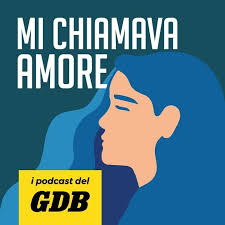 MI CHIAMAVA
AMORE
i podcast del
GDB